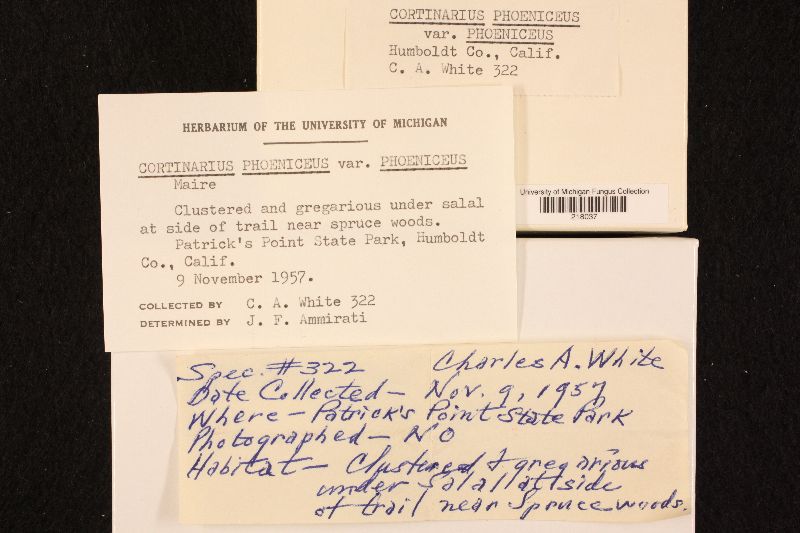 CORTINARIUS PHOENICEUS
var. PHOENICEUS
Humboldt Co., Calif.
C. A. White 322
HERBARIUM OF THE UNIVERSITY OF MICHIGAN
CORTINARIUS PHOENICEUS var. PHOENICEUS
Maire
Clustered and gregarious under salal
at side of trail near spruce woods.
Patrick's Point State Park, Humboldt
Co., Calif.
9 November 1957.
COLLECTED BY C. A. White 322
DETERMINED BY J. F. Ammirati
University of Michigan Fungus Collection
218037
Spec. #322 Charles A. White
Date Collected — Nov. 9, 1957
Where — Patrick's Point State Park
Photographed — NO
Habitat — Clustered & gregarious
under Salal at side
of trail near Spruce woods.